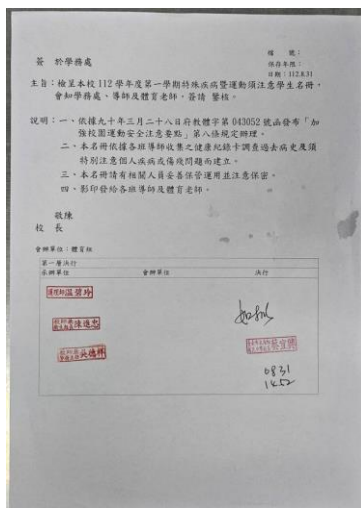 檔　號：
簽　於學務處
保存年限：
日期：112.8.31
主旨：檢呈本校112學年度第一學期特殊疾病暨運動須注意學生名冊，
會知學務處、導師及體育老師，簽請 鑒核。
說明：一、依據九十年三月二十八日府教體字第043052號函發布「加
強校園運動安全注意要點」第八條規定辦理。
二、本名冊依據各班導師收集之健康紀錄卡調查過去病史及須
特別注意個人疾病或傷殘問題而建立。
三、本名冊請有相關人員妥善保管運用並注意保密。
四、影印發給各班導師及體育老師。
敬陳
校　長
會辦單位：體育組
第一層決行
承辦單位　會辦單位　決行
護理師
如擬
0831
1452